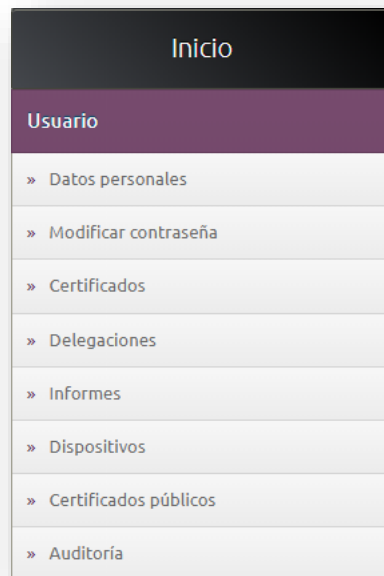 Inicio
Usuario
» Datos personales
» Modificar contraseña
» Certificados
» Delegaciones
» Informes
» Dispositivos
» Certificados públicos
» Auditoría